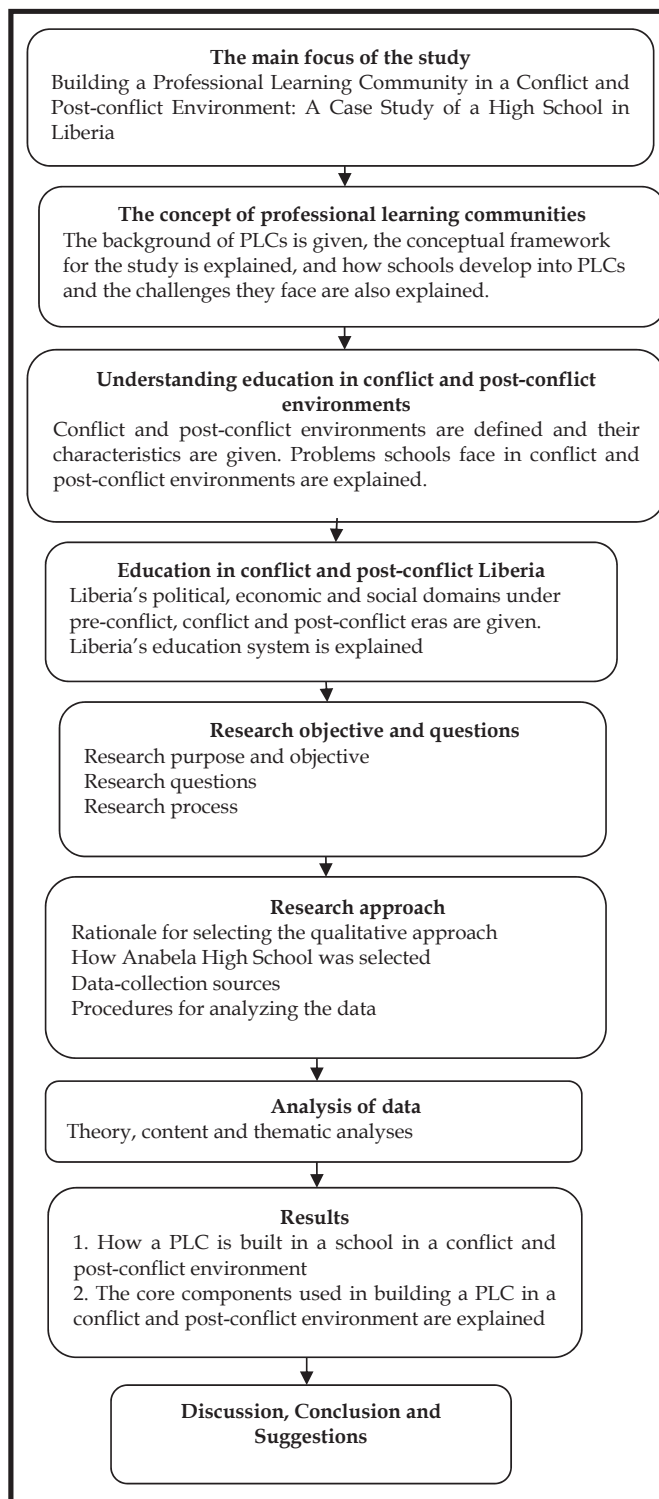 The main focus of the study
Building a Professional Learning Community in a Conflict and
Post-conflict Environment: A Case Study of a High School in
Liberia
The concept of professional learning communities
The background of PLCs is given, the conceptual framework
for the study is explained, and how schools develop into PLCs
and the challenges they face are also explained.
Understanding education in conflict and post-conflict
environments
Conflict and post-conflict environments are defined and their
characteristics are given. Problems schools face in conflict and
post-conflict environments are explained.
Education in conflict and post-conflict Liberia
Liberia’s political, economic and social domains under
pre-conflict, conflict and post-conflict eras are given.
Liberia’s education system is explained
Research objective and questions
Research purpose and objective
Research questions
Research process
Research approach
Rationale for selecting the qualitative approach
How Anabela High School was selected
Data-collection sources
Procedures for analyzing the data
Analysis of data
Theory, content and thematic analyses
Results
1. How a PLC is built in a school in a conflict and
post-conflict environment
2. The core components used in building a PLC in a
conflict and post-conflict environment are explained
Discussion, Conclusion and
Suggestions